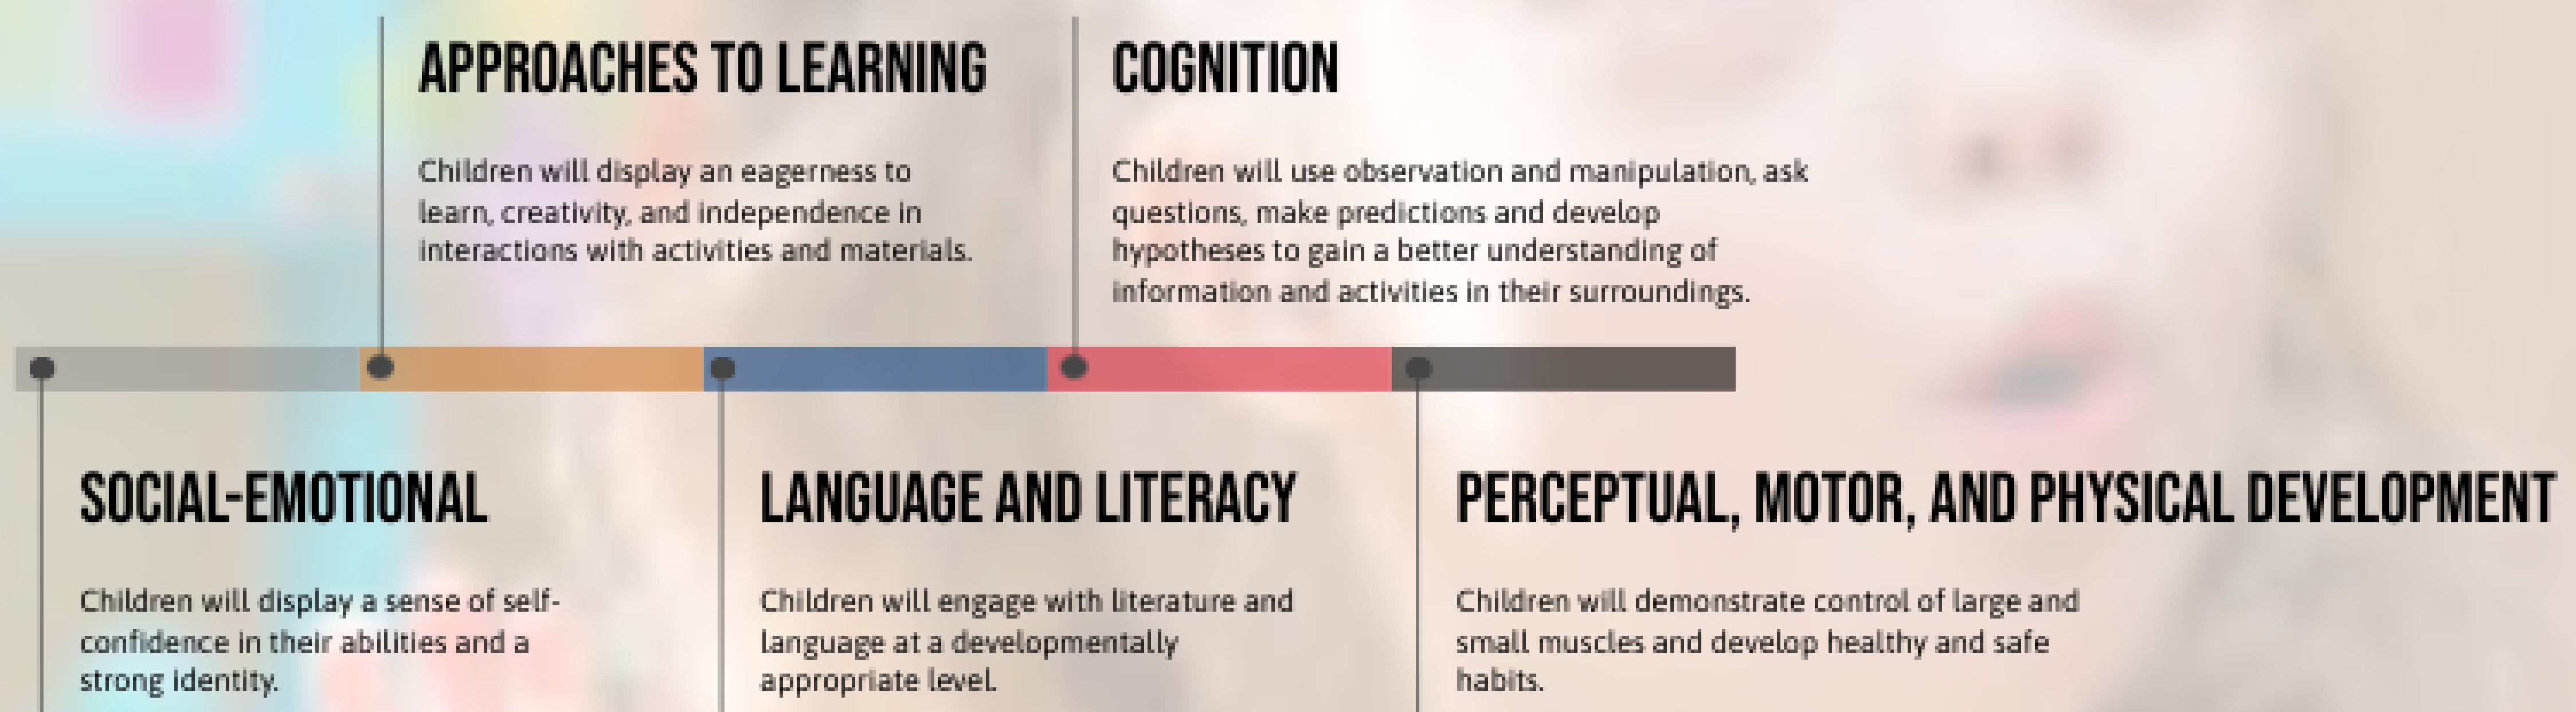 APPROACHES TO LEARNING
Children will display an eagerness to
learn, creativity, and independence in
interactions with activities and materials.
COGNITION
Children will use observation and manipulation, ask
questions, make predictions and develop
hypotheses to gain a better understanding of
information and activities in their surroundings.
SOCIAL-EMOTIONAL
Children will display a sense of self-
confidence in their abilities and a
strong identity.
LANGUAGE AND LITERACY
Children will engage with literature and
language at a developmentally
appropriate level.
PERCEPTUAL, MOTOR, AND PHYSICAL DEVELOPMENT
Children will demonstrate control of large and
small muscles and develop healthy and safe
habits.